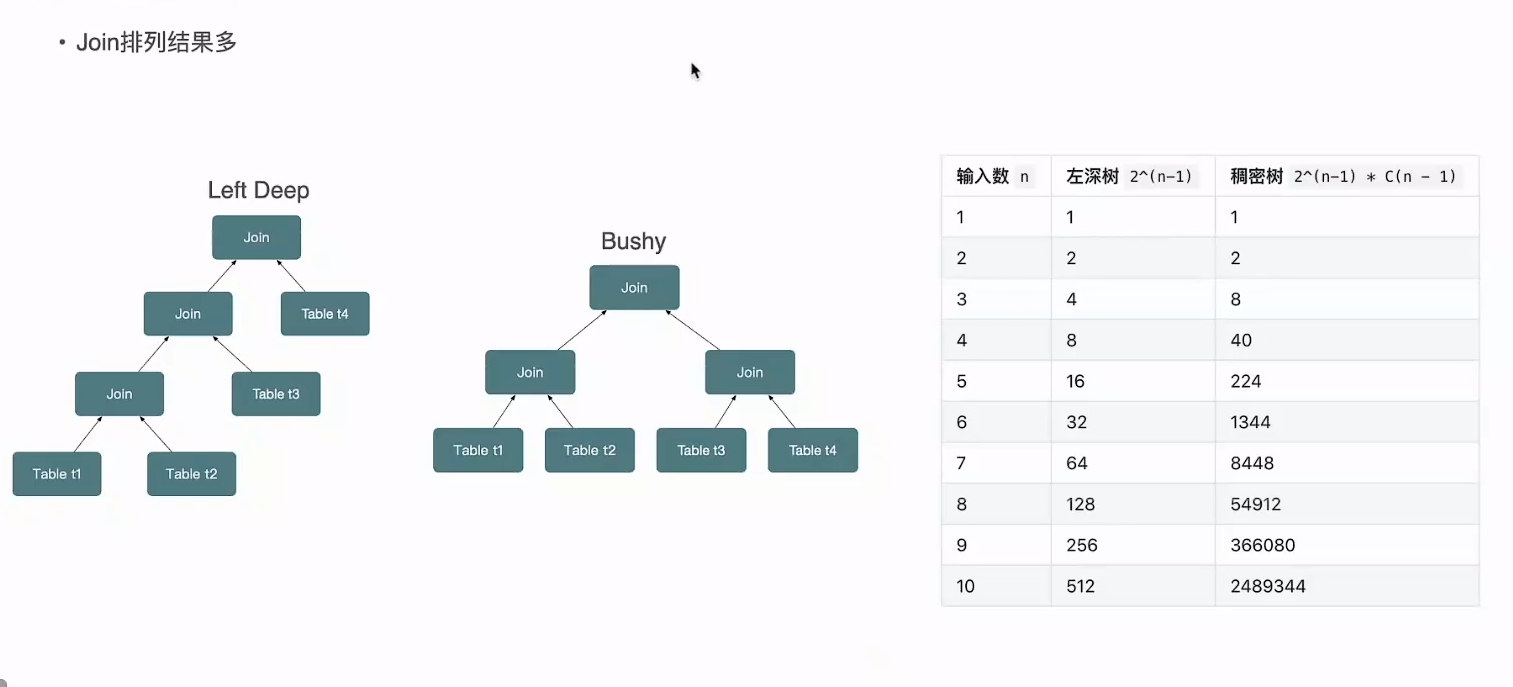 • Join排列结果多
Left Deep
Join
Join
Table t4
Join
Table t3
Table t1
Table t2
Bushy
Join
Join
Join
Table t1
Table t2
Table t3
Table t4
输入数 n 左深树 2^(n-1) 稠密树 2^(n-1) * C(n - 1)
1 1 1
2 2 2
3 4 8
4 8 40
5 16 224
6 32 1344
7 64 8448
8 128 54912
9 256 366080
10 512 2489344